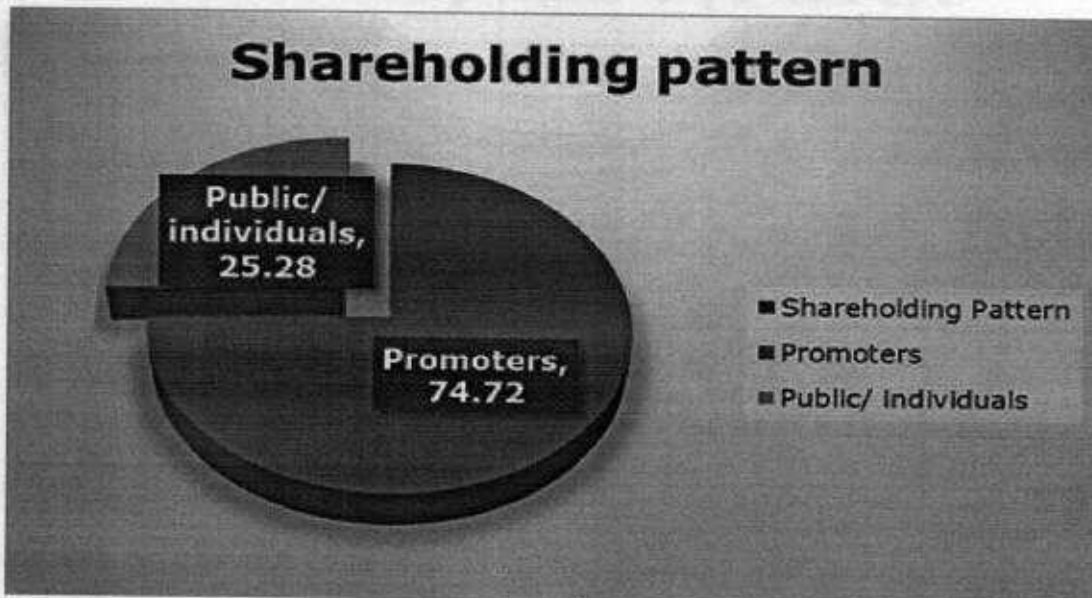 Shareholding pattern
Public/
individuals,
25.28
Promoters,
74.72
Shareholding Pattern
Promoters
Public/ Individuals